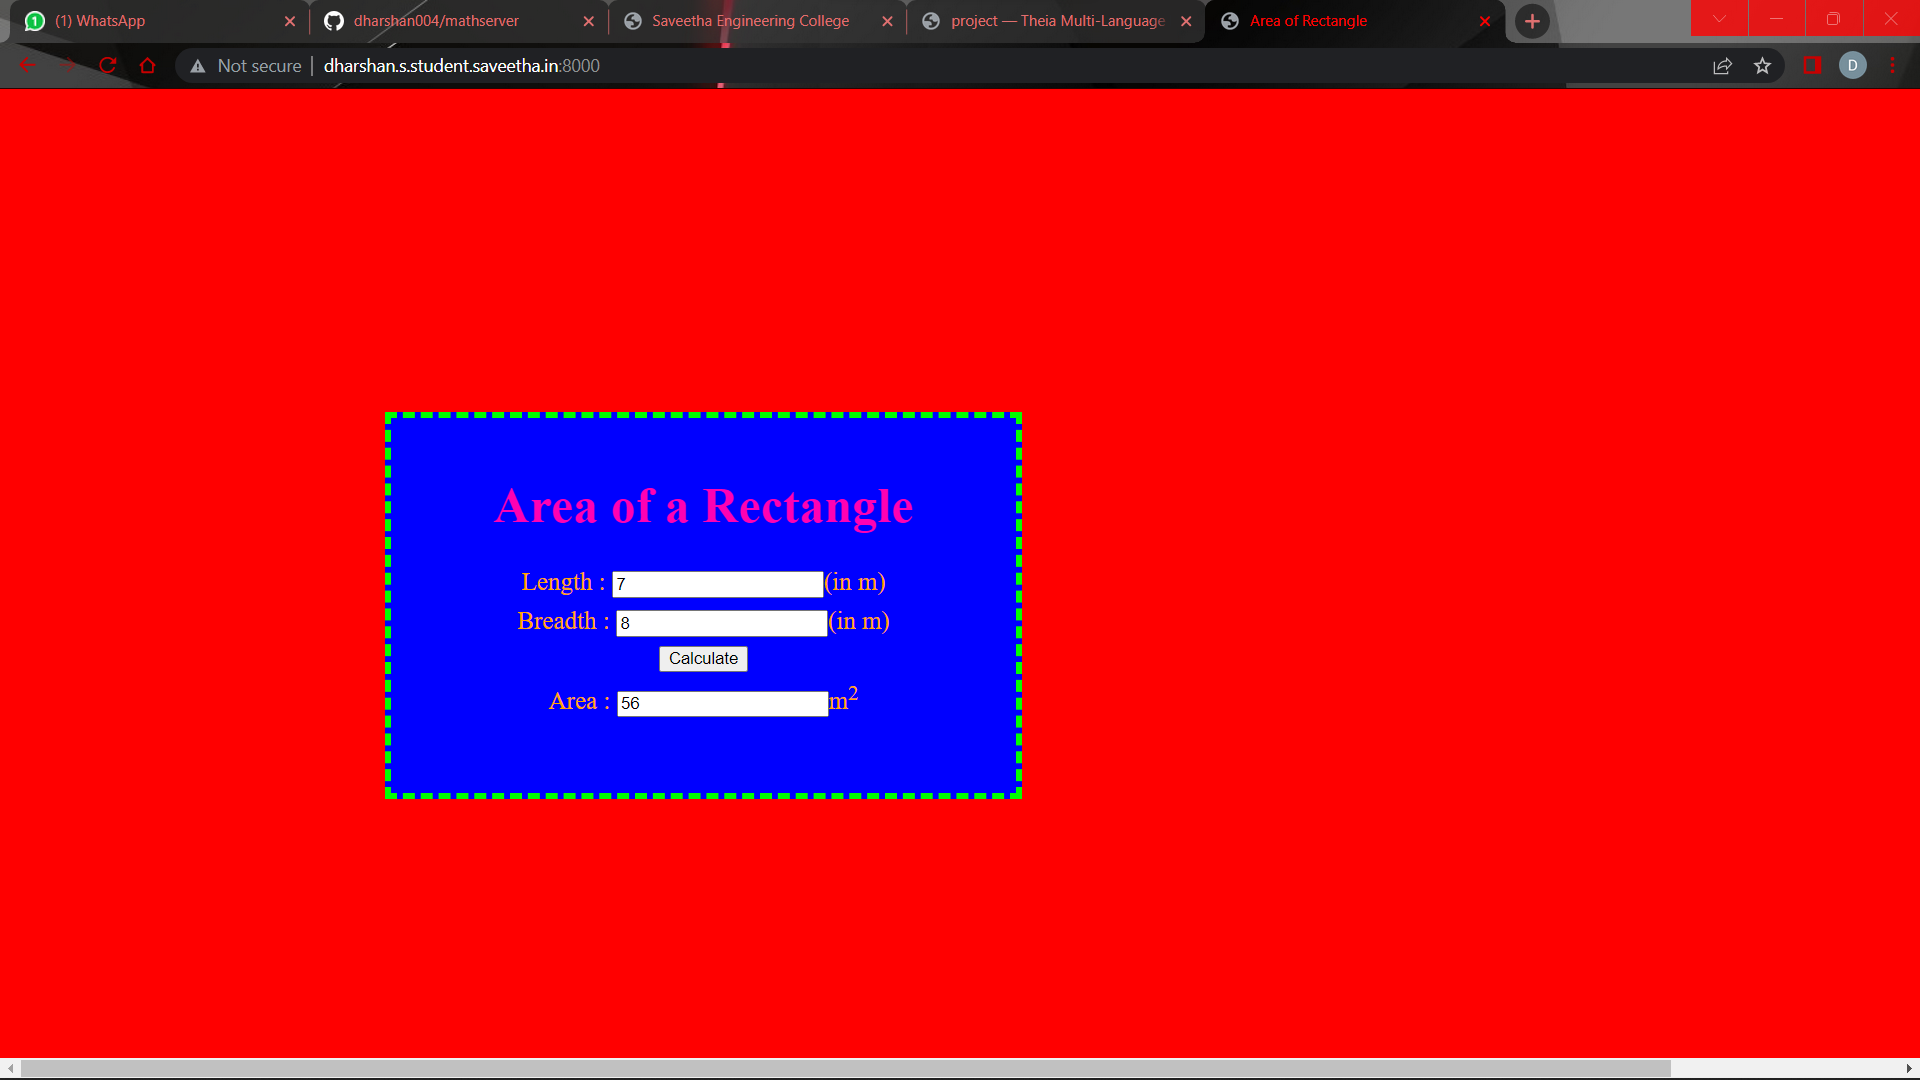 (1) WhatsApp
dharshan004/mathserver
Saveetha Engineering College
project — Theia Multi-Language
Area of Rectangle
Not secure
dharshan.s.student.saveetha.in:8000
D
Area of a Rectangle
Length : 7 (in m)
Breadth : 8 (in m)
Calculate
Area : 56 m²